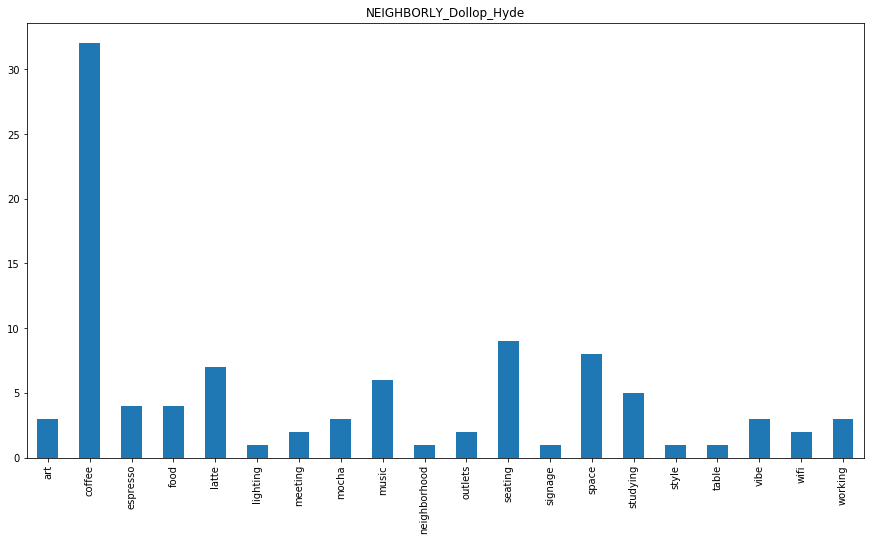 NEIGHBORLY_Dollop_Hyde
30
25
20
15
10
5
0
art
coffee
espresso
food
latte
lighting
meeting
mocha
music
neighborhood
outlets
seating
signage
space
studying
style
table
vibe
wifi
working